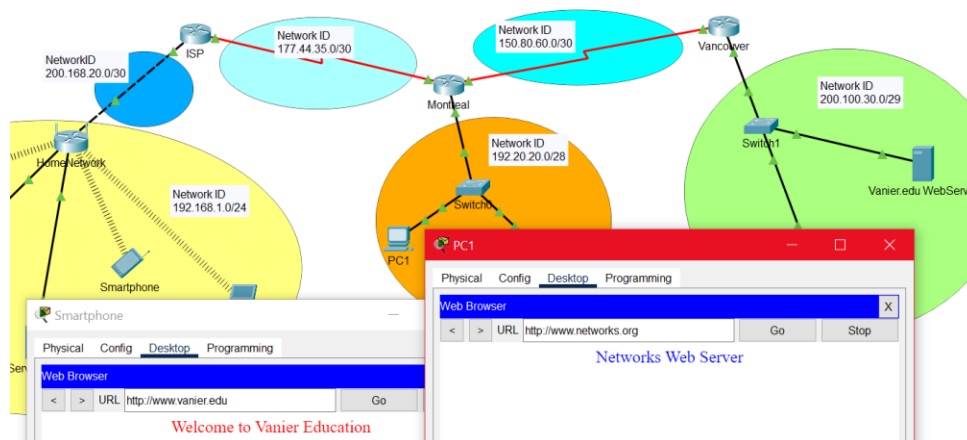 ISP
Network ID
177.44.35.0/30
Network ID
150.80.60.0/30
Vancouver
NetworkID
200.168.20.0/30
Network ID
200.100.30.0/29
Montreal
Network ID
192.20.20.0/28
Switch1
HomeNetwork
Vanier.edu WebServ
Network ID
192.168.1.0/24
Switch0
PC1
Smartphone
PC1
Physical Config Desktop Programming
Web Browser X
< > URL http://www.networks.org Go Stop
Networks Web Server
Smartphone
Physical Config Desktop Programming
Web Browser
< > URL http://www.vanier.edu Go
Welcome to Vanier Education